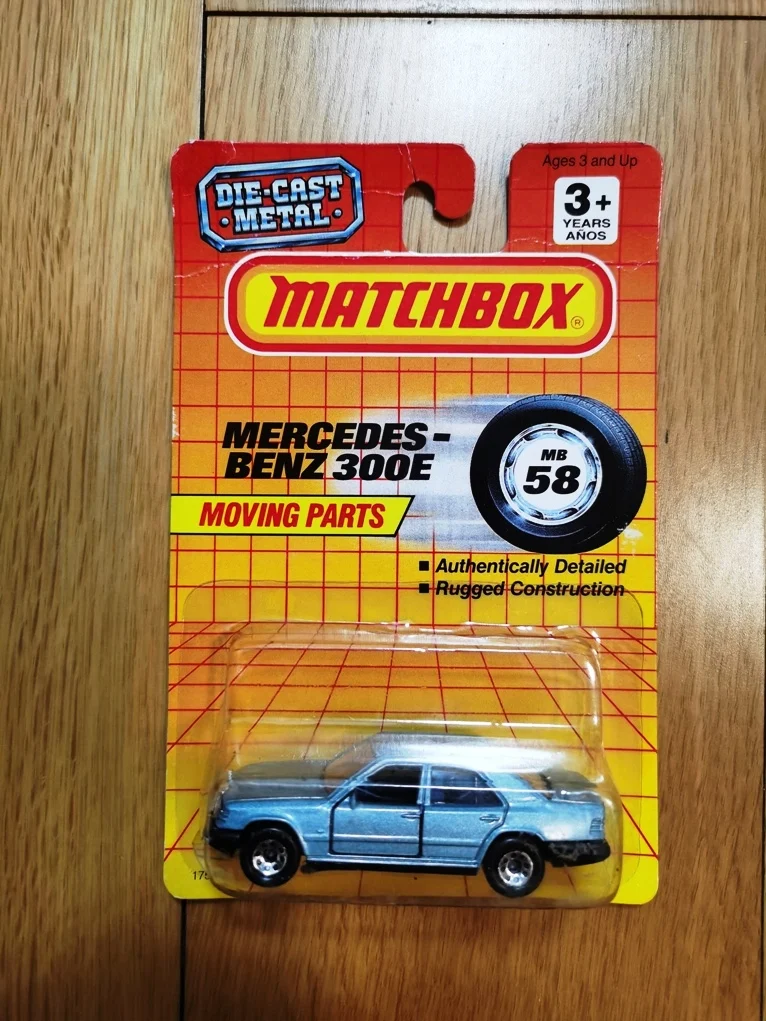 Ages 3 and Up
DIE-CAST
• METAL •
3+
YEARS
AÑOS
MATCHBOX®
MERCEDES-
BENZ 300E
MB
58
MOVING PARTS
■ Authentically Detailed
■ Rugged Construction